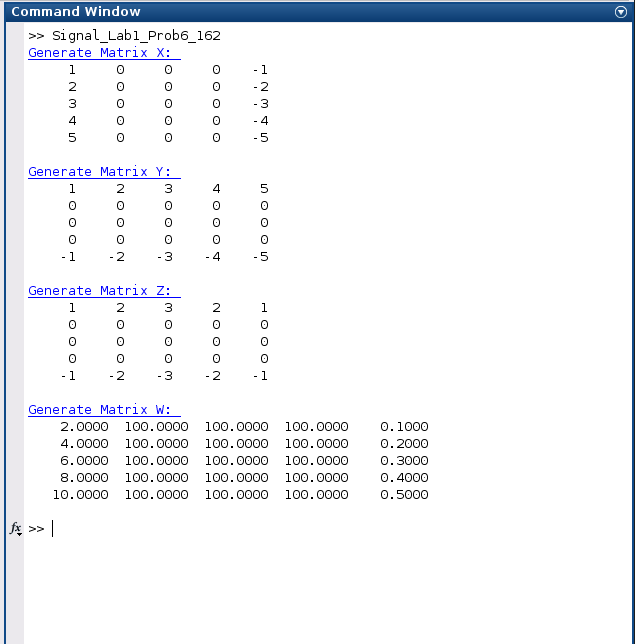 Command Window
>> Signal_Lab1_Prob6_162
Generate Matrix X:
1 0 0 0 -1
2 0 0 0 -2
3 0 0 0 -3
4 0 0 0 -4
5 0 0 0 -5
Generate Matrix Y:
1 2 3 4 5
0 0 0 0 0
0 0 0 0 0
0 0 0 0 0
-1 -2 -3 -4 -5
Generate Matrix Z:
1 2 3 2 1
0 0 0 0 0
0 0 0 0 0
0 0 0 0 0
-1 -2 -3 -2 -1
Generate Matrix W:
2.0000 100.0000 100.0000 100.0000 0.1000
4.0000 100.0000 100.0000 100.0000 0.2000
6.0000 100.0000 100.0000 100.0000 0.3000
8.0000 100.0000 100.0000 100.0000 0.4000
10.0000 100.0000 100.0000 100.0000 0.5000
fx >>